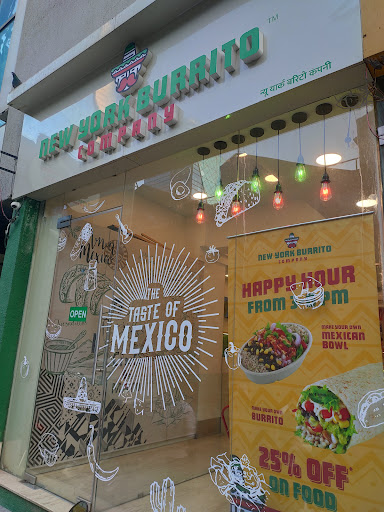 NEW YORK BURRITO
COMPANY
TM
न्यू यार्क बरिटो कंपनी
OPEN
THE
TASTE OF
MEXICO
NEW YORK BURRITO
COMPANY
HAPPY HOUR
FROM
PM
MAKE YOUR OWN
MEXICAN
BOWL
MAKE YOUR OWN
BURRITO
25% OFF
ON FOOD